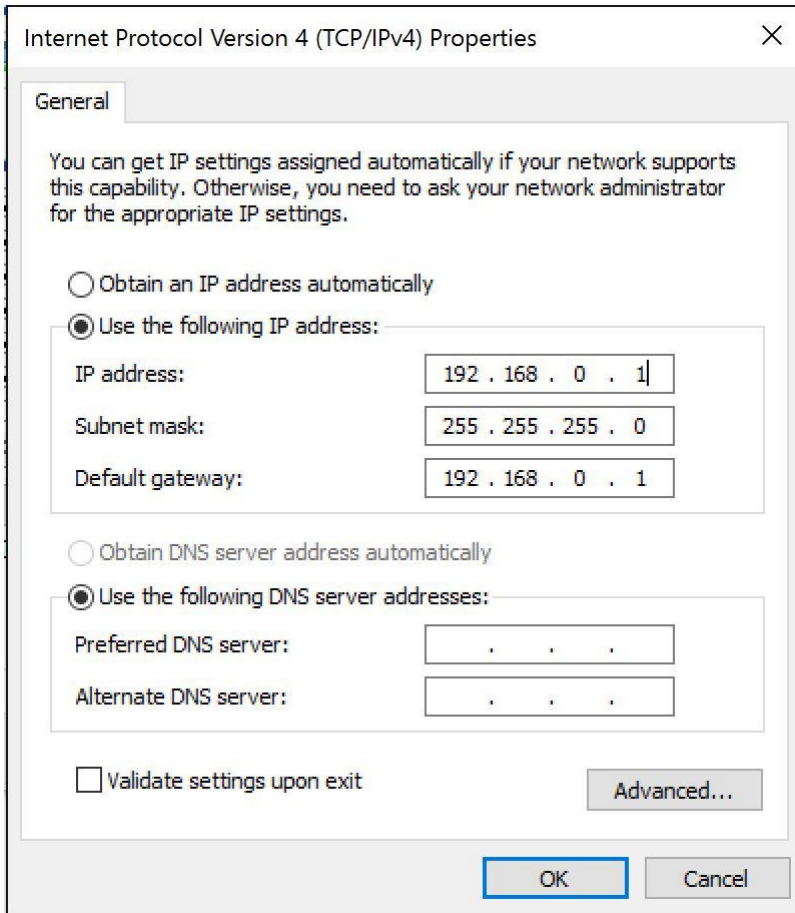 Internet Protocol Version 4 (TCP/IPv4) Properties
General
You can get IP settings assigned automatically if your network supports
this capability. Otherwise, you need to ask your network administrator
for the appropriate IP settings.
Obtain an IP address automatically
Use the following IP address:
IP address: 192 . 168 . 0 . 1
Subnet mask: 255 . 255 . 255 . 0
Default gateway: 192 . 168 . 0 . 1
Obtain DNS server address automatically
Use the following DNS server addresses:
Preferred DNS server: . . .
Alternate DNS server: . . .
Validate settings upon exit
Advanced...
OK Cancel